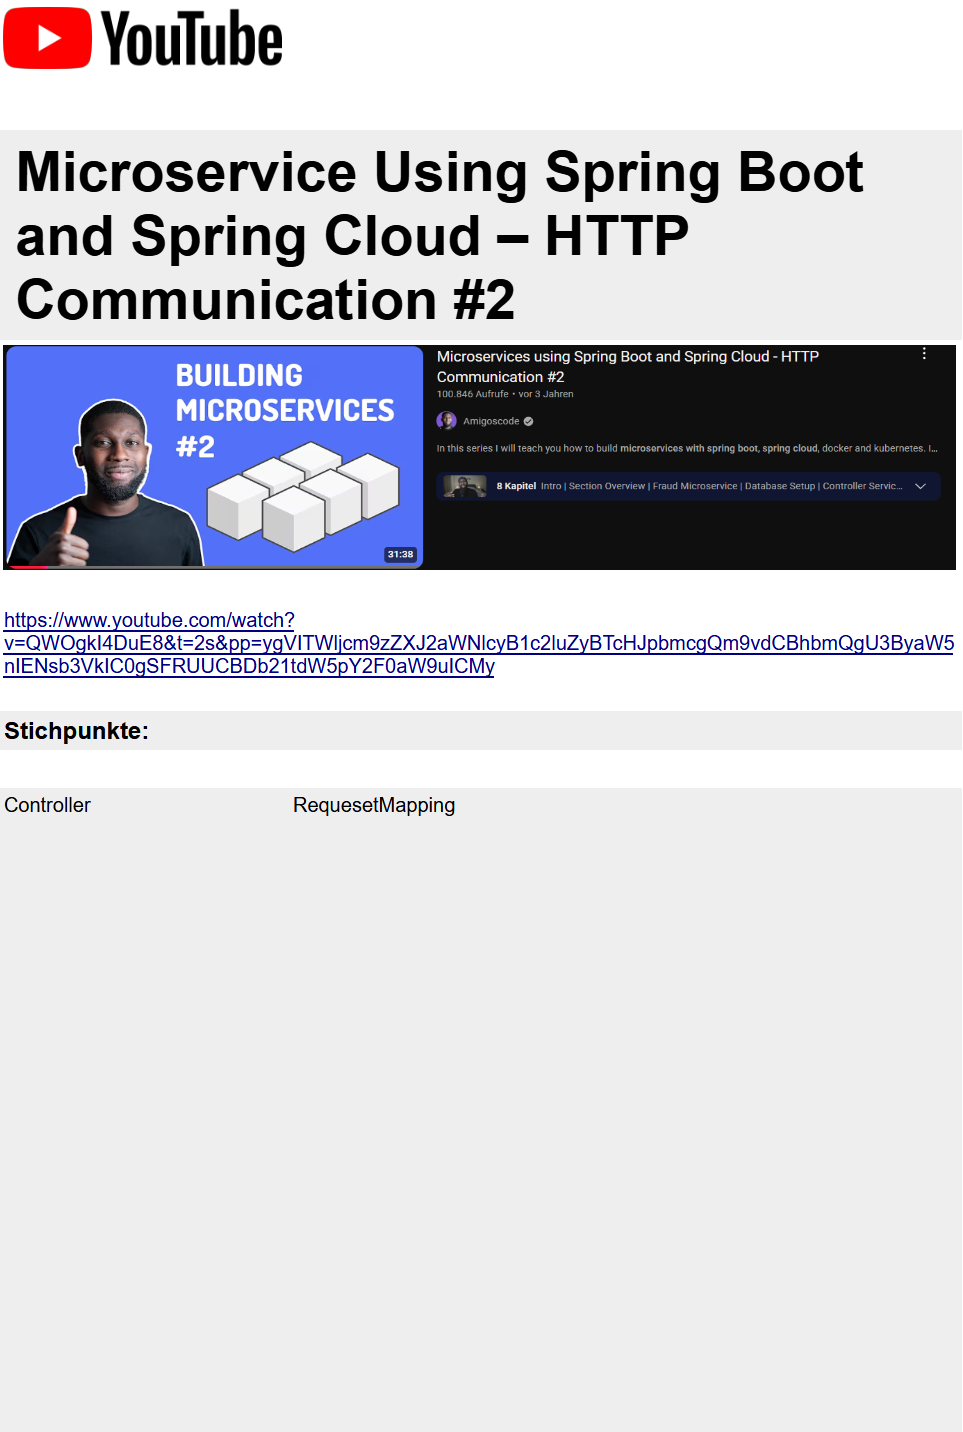 YouTube
Microservice Using Spring Boot
and Spring Cloud – HTTP
Communication #2
BUILDING
MICROSERVICES
#2
31:38
Microservices using Spring Boot and Spring Cloud - HTTP
Communication #2
100.846 Aufrufe • vor 3 Jahren
Amigoscode
In this series I will teach you how to build microservices with spring boot, spring cloud, docker and kubernetes. I...
8 Kapitel Intro | Section Overview | Fraud Microservice | Database Setup | Controller Servic...
https://www.youtube.com/watch?
v=QWOgkI4DuE8&t=2s&pp=ygVITWljcm9zZXJ2aWNlcyB1c2luZyBTcHJpbmcgQm9vdCBhbmQgU3ByaW5
nIENsb3VkIC0gSFRUUCBDb21tdW5pY2F0aW9uICMy
Stichpunkte:
Controller RequesetMapping